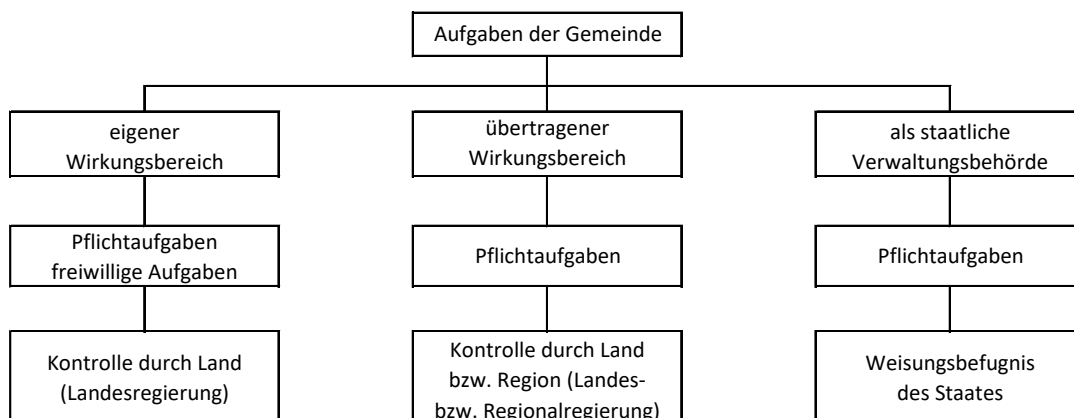 Aufgaben der Gemeinde
eigener
Wirkungsbereich
übertragener
Wirkungsbereich
als staatliche
Verwaltungsbehörde
Pflichtaufgaben
freiwillige Aufgaben
Pflichtaufgaben
Pflichtaufgaben
Kontrolle durch Land
(Landesregierung)
Kontrolle durch Land
bzw. Region (Landes-
bzw. Regionalregierung)
Weisungsbefugnis
des Staates